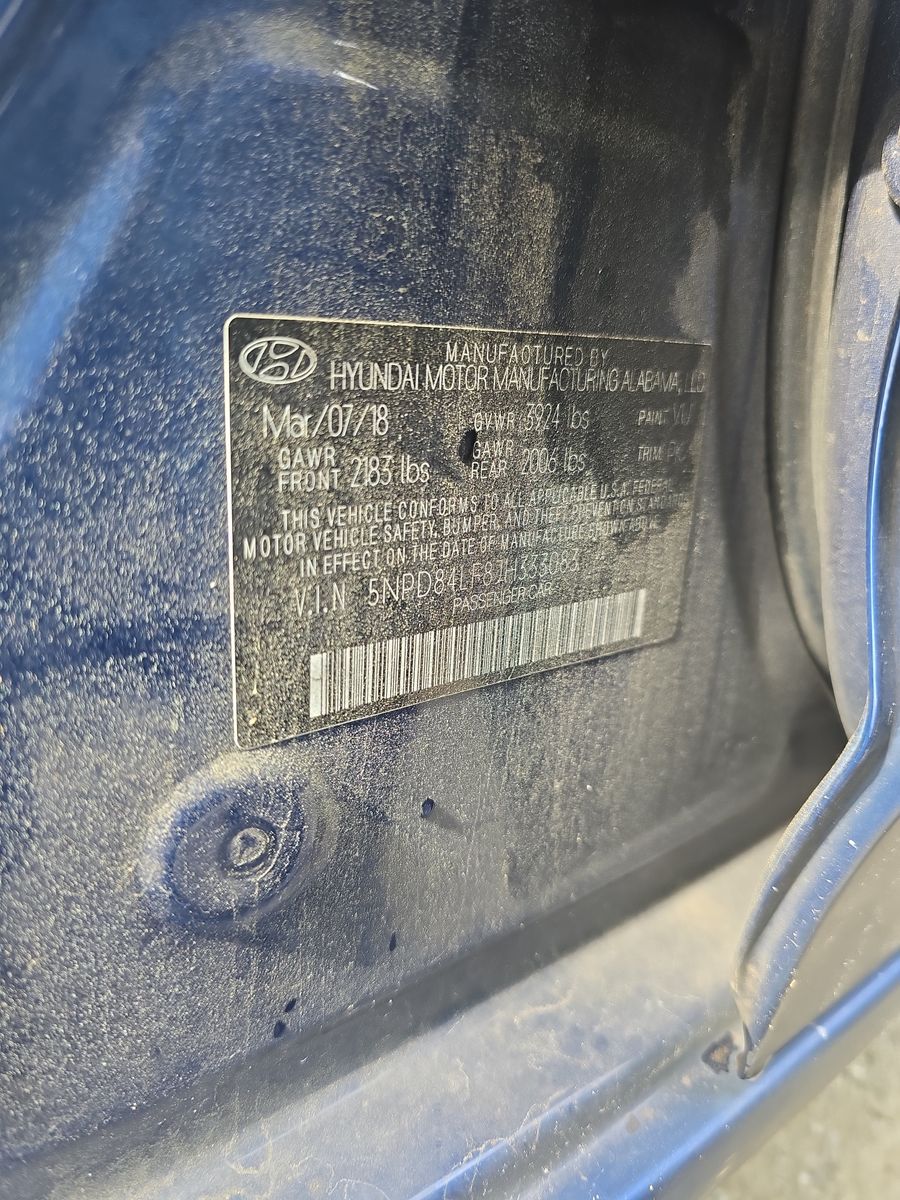 MANUFACTURED BY
HYUNDAI MOTOR MANUFACTURING ALABAMA, LLC
Mar/07/18 GVWR 3924 lbs PAINT
GAWR FRONT 2183 lbs GAWR REAR 2006 lbs TRIM
THIS VEHICLE CONFORMS TO ALL APPLICABLE U.S.A. FEDERAL
MOTOR VEHICLE SAFETY, BUMPER, AND THEFT PREVENTION STANDARDS
IN EFFECT ON THE DATE OF MANUFACTURE SHOWN ABOVE
V.I.N 5NPD84LF8JH333083
PASSENGER CAR